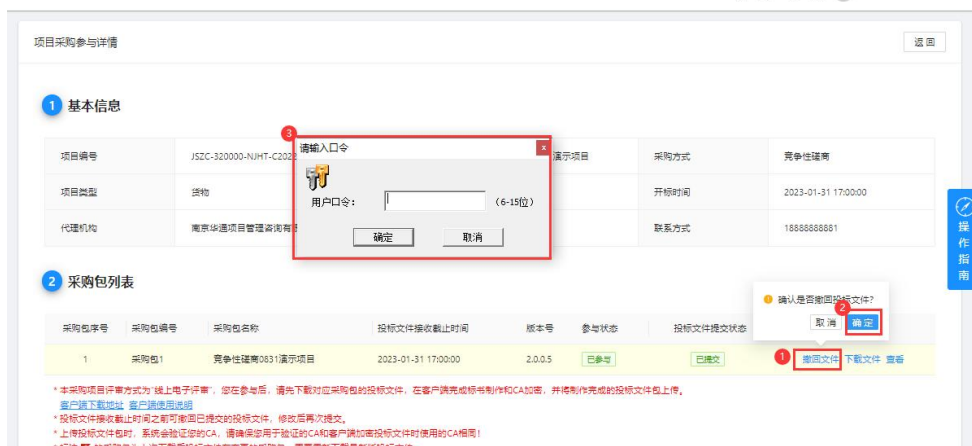 项目采购参与详情
返 回
1 基本信息
项目编号 JSZC-320000-NJHT-C2022 演示项目 采购方式 竞争性磋商
项目类型 货物 开标时间 2023-01-31 17:00:00
代理机构 南京华通项目管理咨询有 联系方式 18888888881
3
请输入口令
x
用户口令： (6-15位)
确定 取消
操作指南
2 采购包列表
确认是否撤回投标文件?
2
取 消 确 定
采购包序号 采购包编号 采购包名称 投标文件接收截止时间 版本号 参与状态 投标文件提交状态
1 采购包1 竞争性磋商0831演示项目 2023-01-31 17:00:00 2.0.0.5 已参与 已提交 1 撤回文件 下载文件 查看
* 本采购项目评审方式为“线上电子评审”，您在参与后，请先下载对应采购包的投标文件，在客户端完成标书制作和CA加密，并将制作完成的投标文件包上传。
客户端下载地址 客户端使用说明
* 投标文件接收截止时间之前可撤回已提交的投标文件，修改后再次提交。
* 上传投标文件包时，系统会验证您的CA，请确保您用于验证的CA和客户端加密投标文件时使用的CA相同！